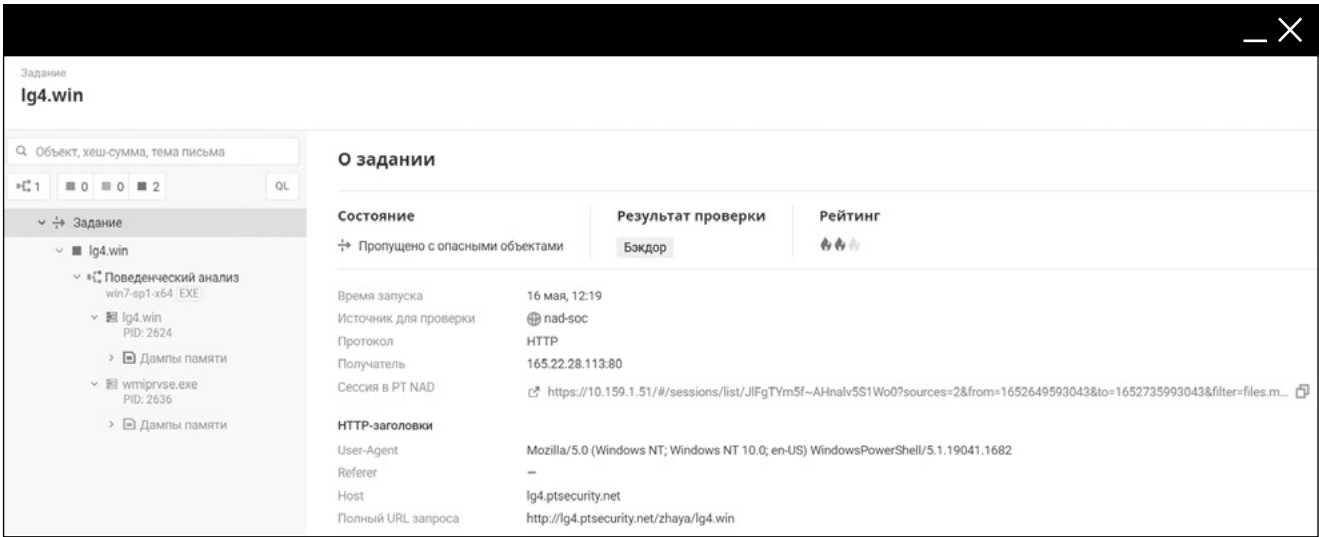 Задание
lg4.win
Объект, хеш-сумма, тема письма
1 0 0 2 QL
Задание
lg4.win
Поведенческий анализ
win7-sp1-x64 EXE
lg4.win
PID: 2624
Дампы памяти
wmiprvse.exe
PID: 2636
Дампы памяти
О задании
Состояние Результат проверки Рейтинг
Пропущено с опасными объектами Бэкдор
Время запуска 16 мая, 12:19
Источник для проверки nad-soc
Протокол HTTP
Получатель 165.22.28.113:80
Сессия в PT NAD https://10.159.1.51/#/sessions/list/JlFgTYm5f~AHnalv5S1Wo0?sources=2&from=1652649593043&to=1652735993043&filter=files.m...
HTTP-заголовки
User-Agent Mozilla/5.0 (Windows NT; Windows NT 10.0; en-US) WindowsPowerShell/5.1.19041.1682
Referer —
Host lg4.ptsecurity.net
Полный URL запроса http://lg4.ptsecurity.net/zhaya/lg4.win